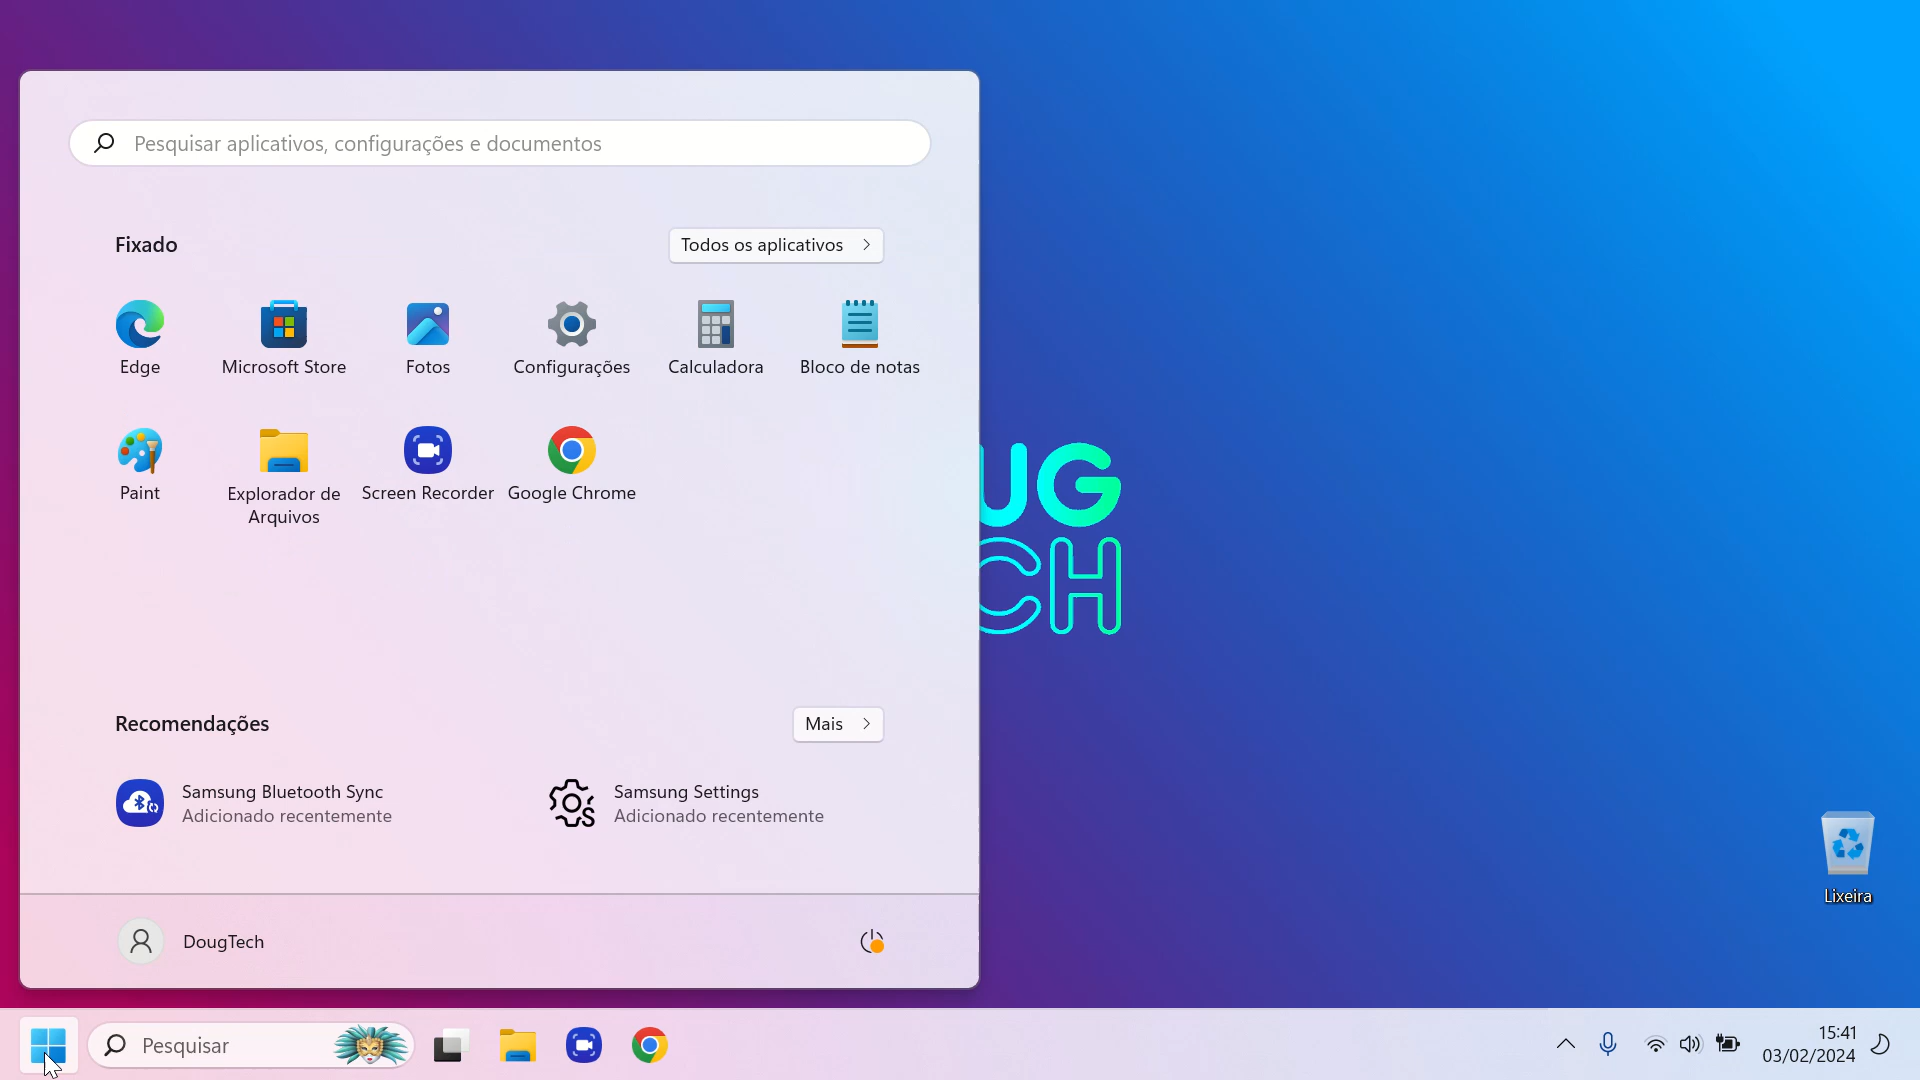 Pesquisar aplicativos, configurações e documentos
Fixado
Todos os aplicativos
Edge
Microsoft Store
Fotos
Configurações
Calculadora
Bloco de notas
Paint
Explorador de
Arquivos
Screen Recorder
Google Chrome
UG
CH
Recomendações
Mais
Samsung Bluetooth Sync
Adicionado recentemente
Samsung Settings
Adicionado recentemente
Lixeira
DougTech
Pesquisar
15:41
03/02/2024